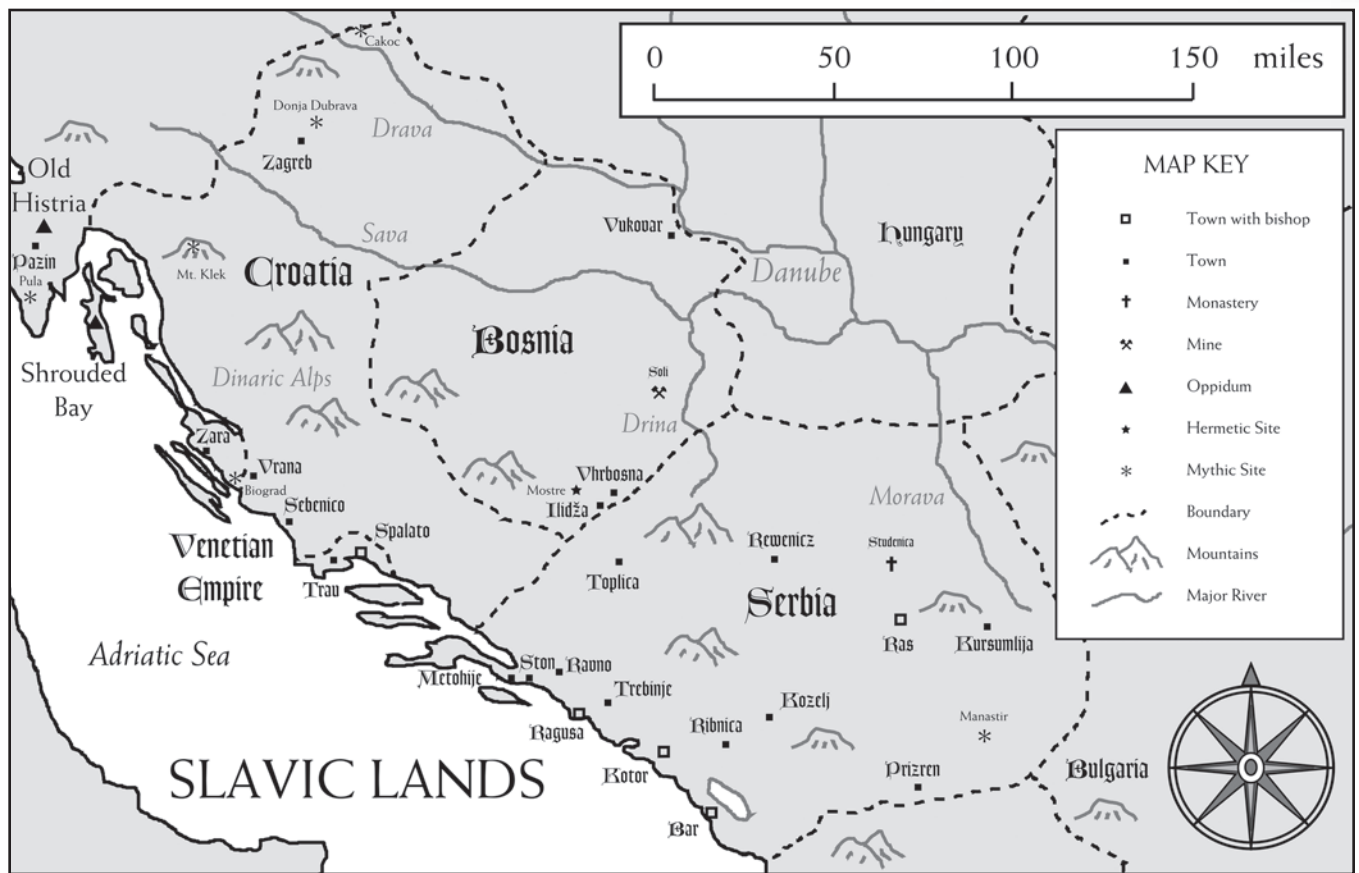 Cakoc
0 50 100 150 miles
Donja Dubrava
Drava
Zagreb
Old
Histria
Pazin
Pula
Mt. Klek
Croatia
Sava
Vukovar
Hungary
Danube
Bosnia
Shrouded
Bay
Dinaric Alps
Soli
Drina
Zara
Vrana
Biograd
Sebenico
Mostre
Vhrbosna
Ilidža
Morava
Venetian
Empire
Spalato
Trau
Toplica
Rewenicz
Studenica
Serbia
Ras
Kursumlija
Adriatic Sea
Metohije
Ston
Ravno
Trebinje
Ragusa
Kozelj
Ribnica
Manastir
Kotor
Prizren
Bulgaria
Bar
SLAVIC LANDS
MAP KEY
Town with bishop
Town
Monastery
Mine
Oppidum
Hermetic Site
Mythic Site
Boundary
Mountains
Major River